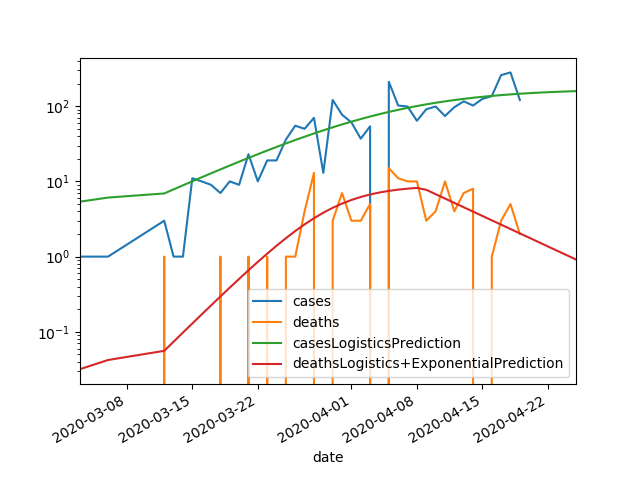 10²
10¹
10⁰
10⁻¹
cases
deaths
casesLogisticsPrediction
deathsLogistics+ExponentialPrediction
2020-03-08
2020-03-15
2020-03-22
2020-04-01
2020-04-08
2020-04-15
2020-04-22
date